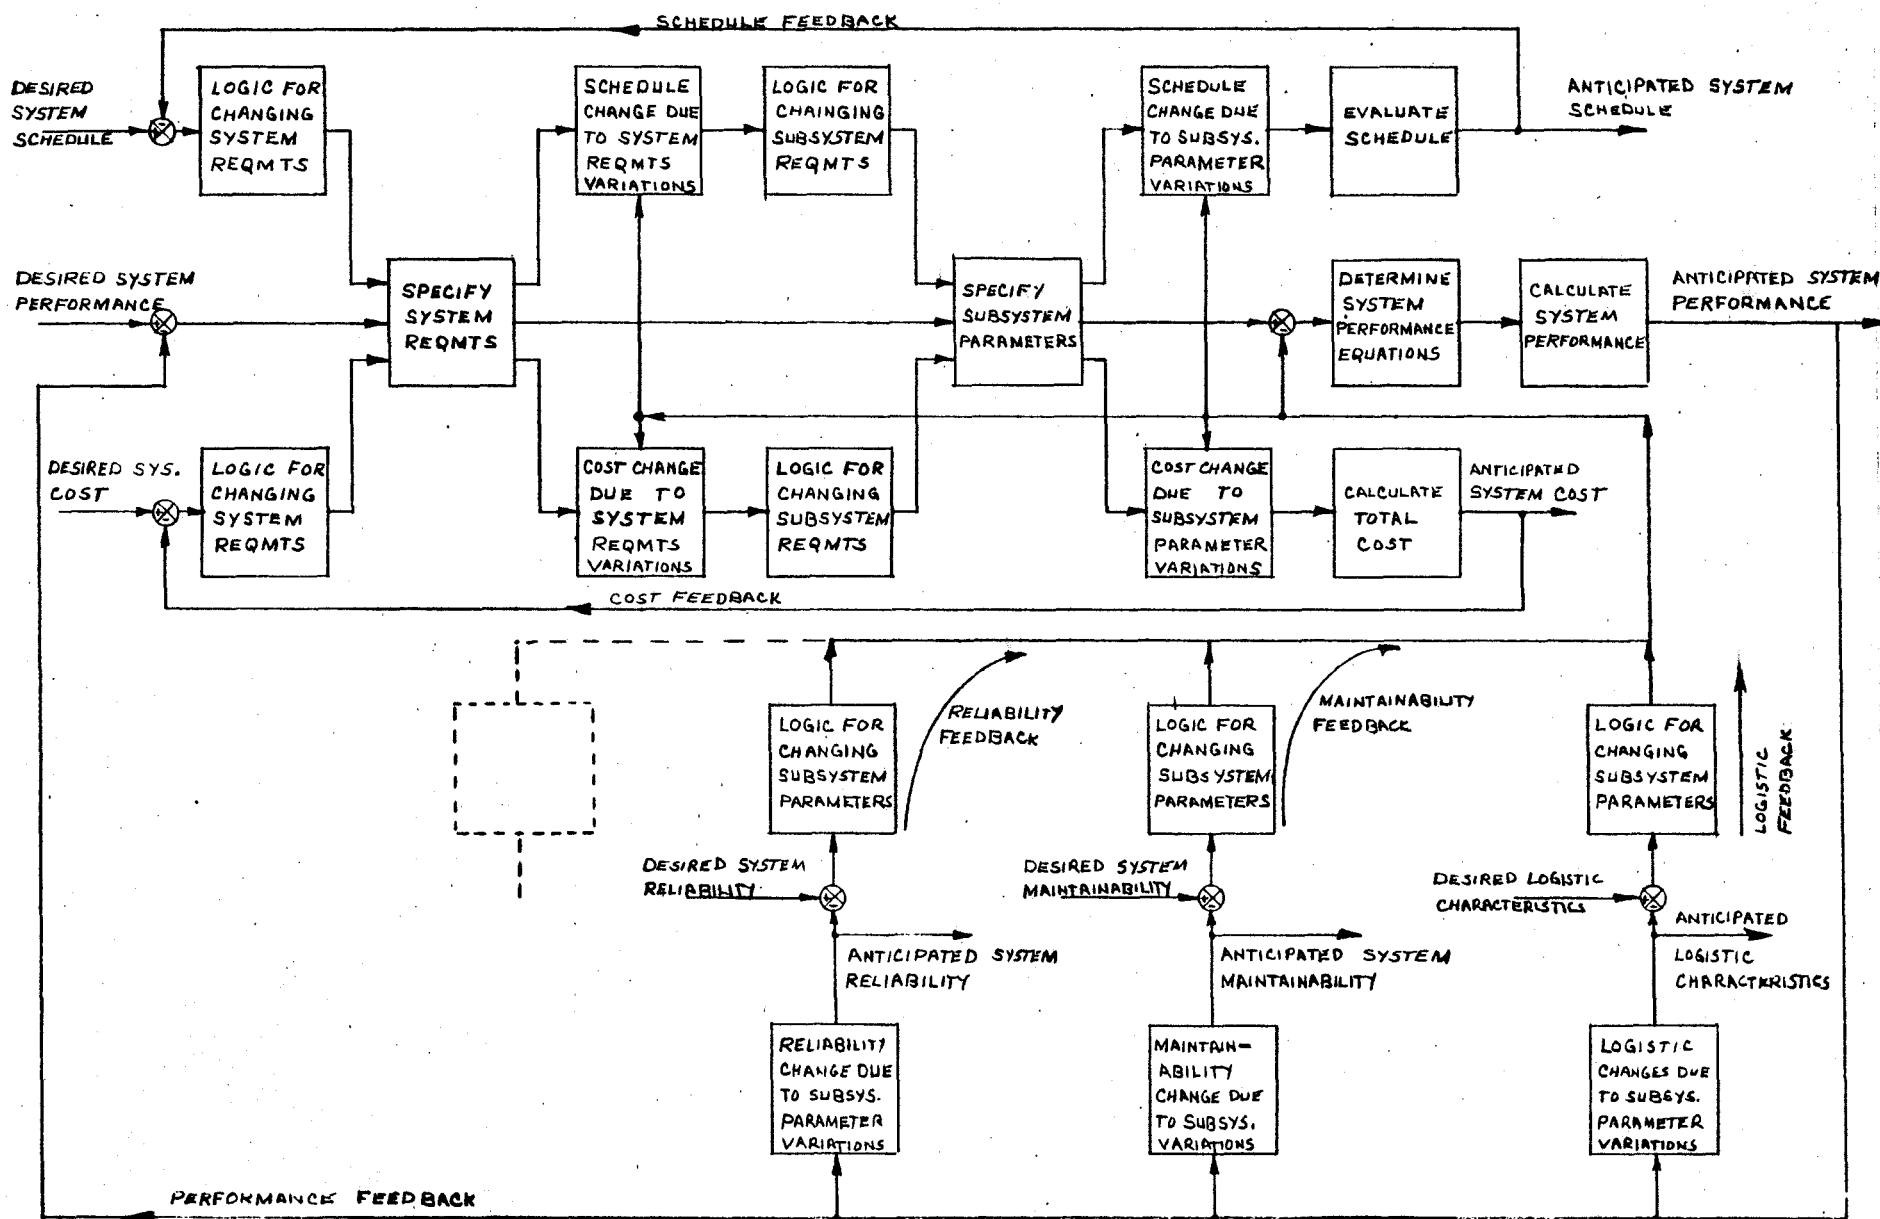 SCHEDULE FEEDBACK
DESIRED
SYSTEM
SCHEDULE
LOGIC FOR
CHANGING
SYSTEM
REQMTS
SCHEDULE
CHANGE DUE
TO SYSTEM
REQMTS
VARIATIONS
LOGIC FOR
CHAINGING
SUBSYSTEM
REQMTS
SCHEDULE
CHANGE DUE
TO SUBSYS.
PARAMETER
VARIATIONS
EVALUATE
SCHEDULE
ANTICIPATED SYSTEM
SCHEDULE
DESIRED SYSTEM
PERFORMANCE
SPECIFY
SYSTEM
REQMTS
SPECIFY
SUBSYSTEM
PARAMETERS
DETERMINE
SYSTEM
PERFORMANCE
EQUATIONS
CALCULATE
SYSTEM
PERFORMANCE
ANTICIPATED SYSTEM
PERFORMANCE
DESIRED SYS.
COST
LOGIC FOR
CHANGING
SYSTEM
REQMTS
COST CHANGE
DUE TO
SYSTEM
REQMTS
VARIATIONS
LOGIC FOR
CHANGING
SUBSYSTEM
REQMTS
COST CHANGE
DUE TO
SUBSYSTEM
PARAMETER
VARIATIONS
CALCULATE
TOTAL
COST
ANTICIPATED
SYSTEM COST
COST FEEDBACK
LOGIC FOR
CHANGING
SUBSYSTEM
PARAMETERS
RELIABILITY
FEEDBACK
LOGIC FOR
CHANGING
SUBSYSTEM
PARAMETERS
MAINTAINABILITY
FEEDBACK
LOGIC FOR
CHANGING
SUBSYSTEM
PARAMETERS
LOGISTIC
FEEDBACK
DESIRED SYSTEM
RELIABILITY
DESIRED SYSTEM
MAINTAINABILITY
DESIRED LOGISTIC
CHARACTERISTICS
ANTICIPATED SYSTEM
RELIABILITY
ANTICIPATED SYSTEM
MAINTAINABILITY
ANTICIPATED
LOGISTIC
CHARACTERISTICS
RELIABILITY
CHANGE DUE
TO SUBSYS.
PARAMETER
VARIATIONS
MAINTAIN-
ABILITY
CHANGE DUE
TO SUBSYS.
VARIATIONS
LOGISTIC
CHANGES DUE
TO SUBSYS.
PARAMETER
VARIATIONS
PERFORMANCE FEEDBACK